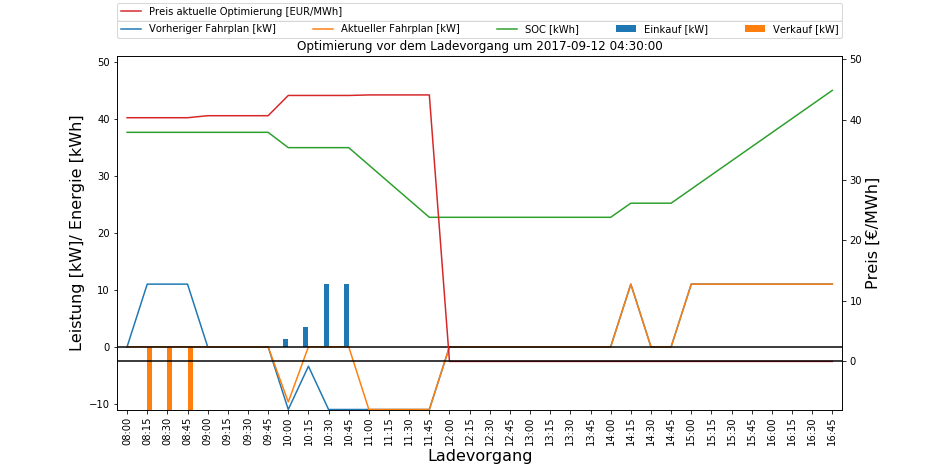 Preis aktuelle Optimierung [EUR/MWh]
Vorheriger Fahrplan [kW] Aktueller Fahrplan [kW] SOC [kWh] Einkauf [kW] Verkauf [kW]
Optimierung vor dem Ladevorgang um 2017-09-12 04:30:00
Leistung [kW]/ Energie [kWh]
50
40
30
20
10
0
−10
50
40
30
20
10
0
Preis [€/MWh]
08:00 08:15 08:30 08:45 09:00 09:15 09:30 09:45 10:00 10:15 10:30 10:45 11:00 11:15 11:30 11:45 12:00 12:15 12:30 12:45 13:00 13:15 13:30 13:45 14:00 14:15 14:30 14:45 15:00 15:15 15:30 15:45 16:00 16:15 16:30 16:45
Ladevorgang